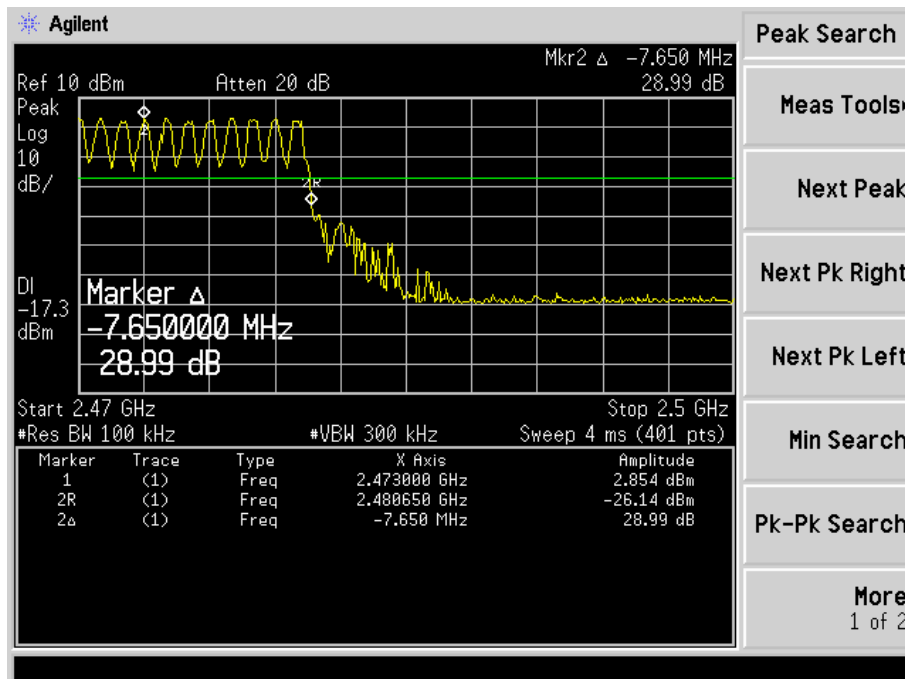 Agilent
Peak Search
Mkr2 Δ -7.650 MHz
Ref 10 dBm Atten 20 dB 28.99 dB
Peak
Log
10
dB/
2
2R
DI
-17.3
dBm
Marker Δ
-7.650000 MHz
28.99 dB
Start 2.47 GHz Stop 2.5 GHz
#Res BW 100 kHz #VBW 300 kHz Sweep 4 ms (401 pts)
Marker Trace Type X Axis Amplitude
1 (1) Freq 2.473000 GHz 2.854 dBm
2R (1) Freq 2.480650 GHz -26.14 dBm
2Δ (1) Freq -7.650 MHz 28.99 dB
Meas Tools
Next Peak
Next Pk Right
Next Pk Left
Min Search
Pk-Pk Search
More
1 of 2